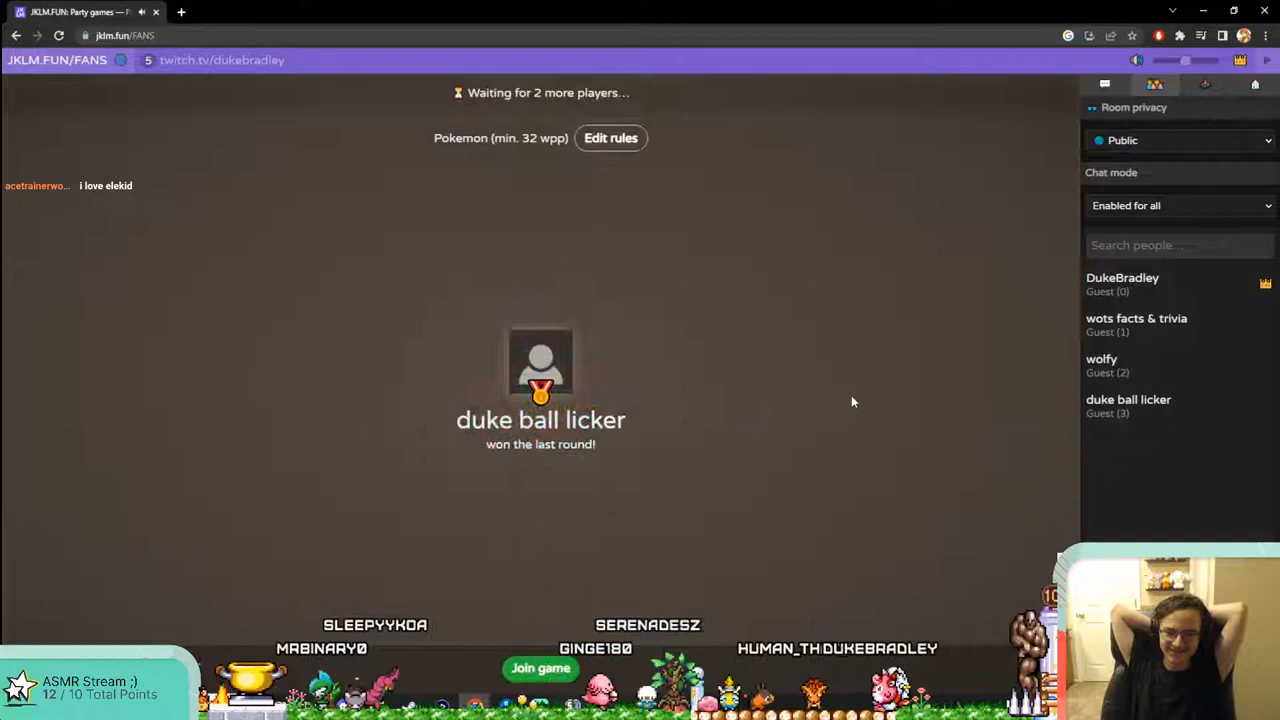 JKLM.FUN: Party games —
jklm.fun/FANS
JKLM.FUN/FANS 5 twitch.tv/dukebradley
Waiting for 2 more players…
Pokemon (min. 32 wpp) Edit rules
acetrainerwo... i love elekid
duke ball licker
won the last round!
Room privacy
Public
Chat mode
Enabled for all
Search people…
DukeBradley
Guest (0)
wots facts & trivia
Guest (1)
wolfy
Guest (2)
duke ball licker
Guest (3)
SLEEPYYKOA SERENADESZ
MRBINARY0 GINGE180 HUMAN_TH DUKEBRADLEY
Join game
ASMR Stream ;)
12 / 10 Total Points